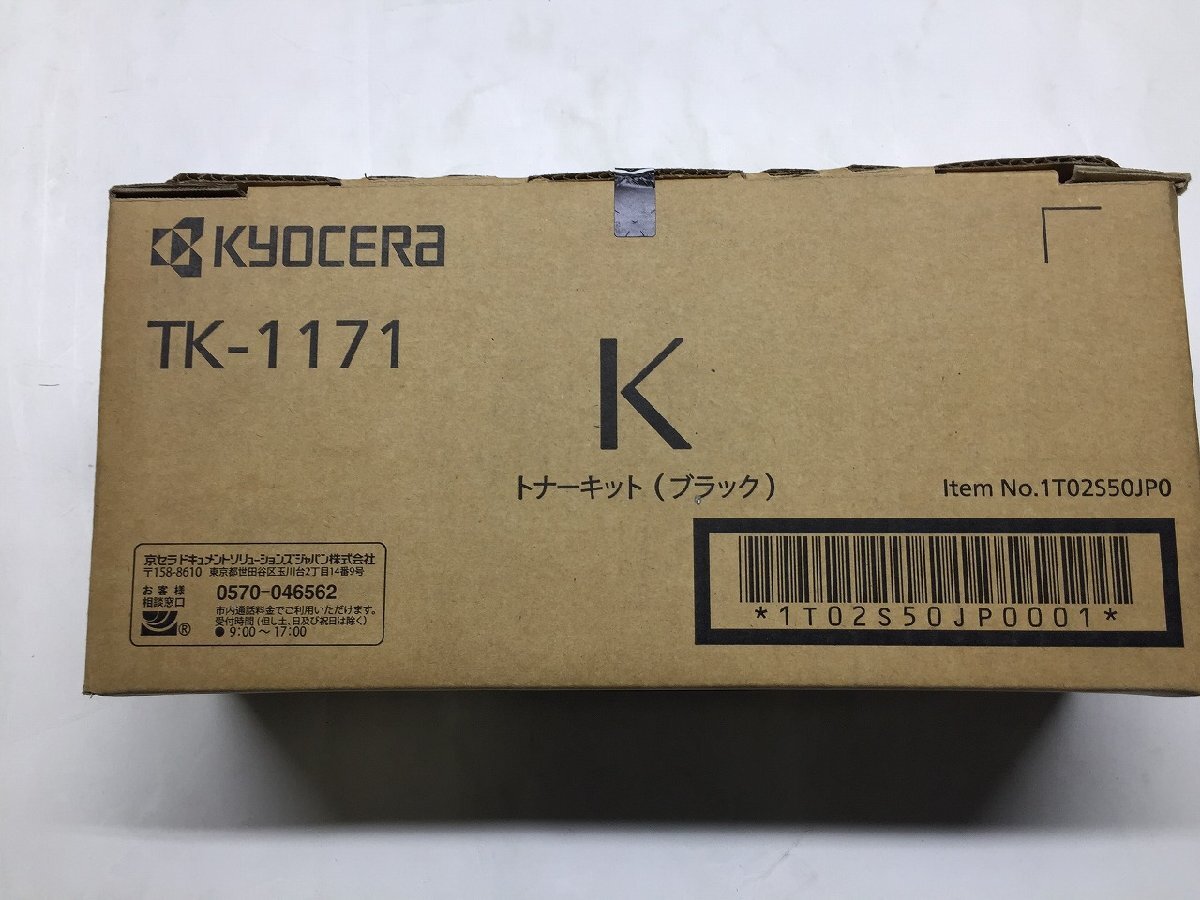 KYOCERA
TK-1171
K
トナーキット（ブラック）
Item No.1T02S50JP0
*1T02S50JP0001*
京セラドキュメントソリューションズジャパン株式会社
〒158-8610 東京都世田谷区玉川台2丁目14番9号
お客様
相談窓口
0570-046562
市内通話料金でご利用いただけます。
受付時間（但し土、日及び祝日は除く）
● 9:00～17:00
®